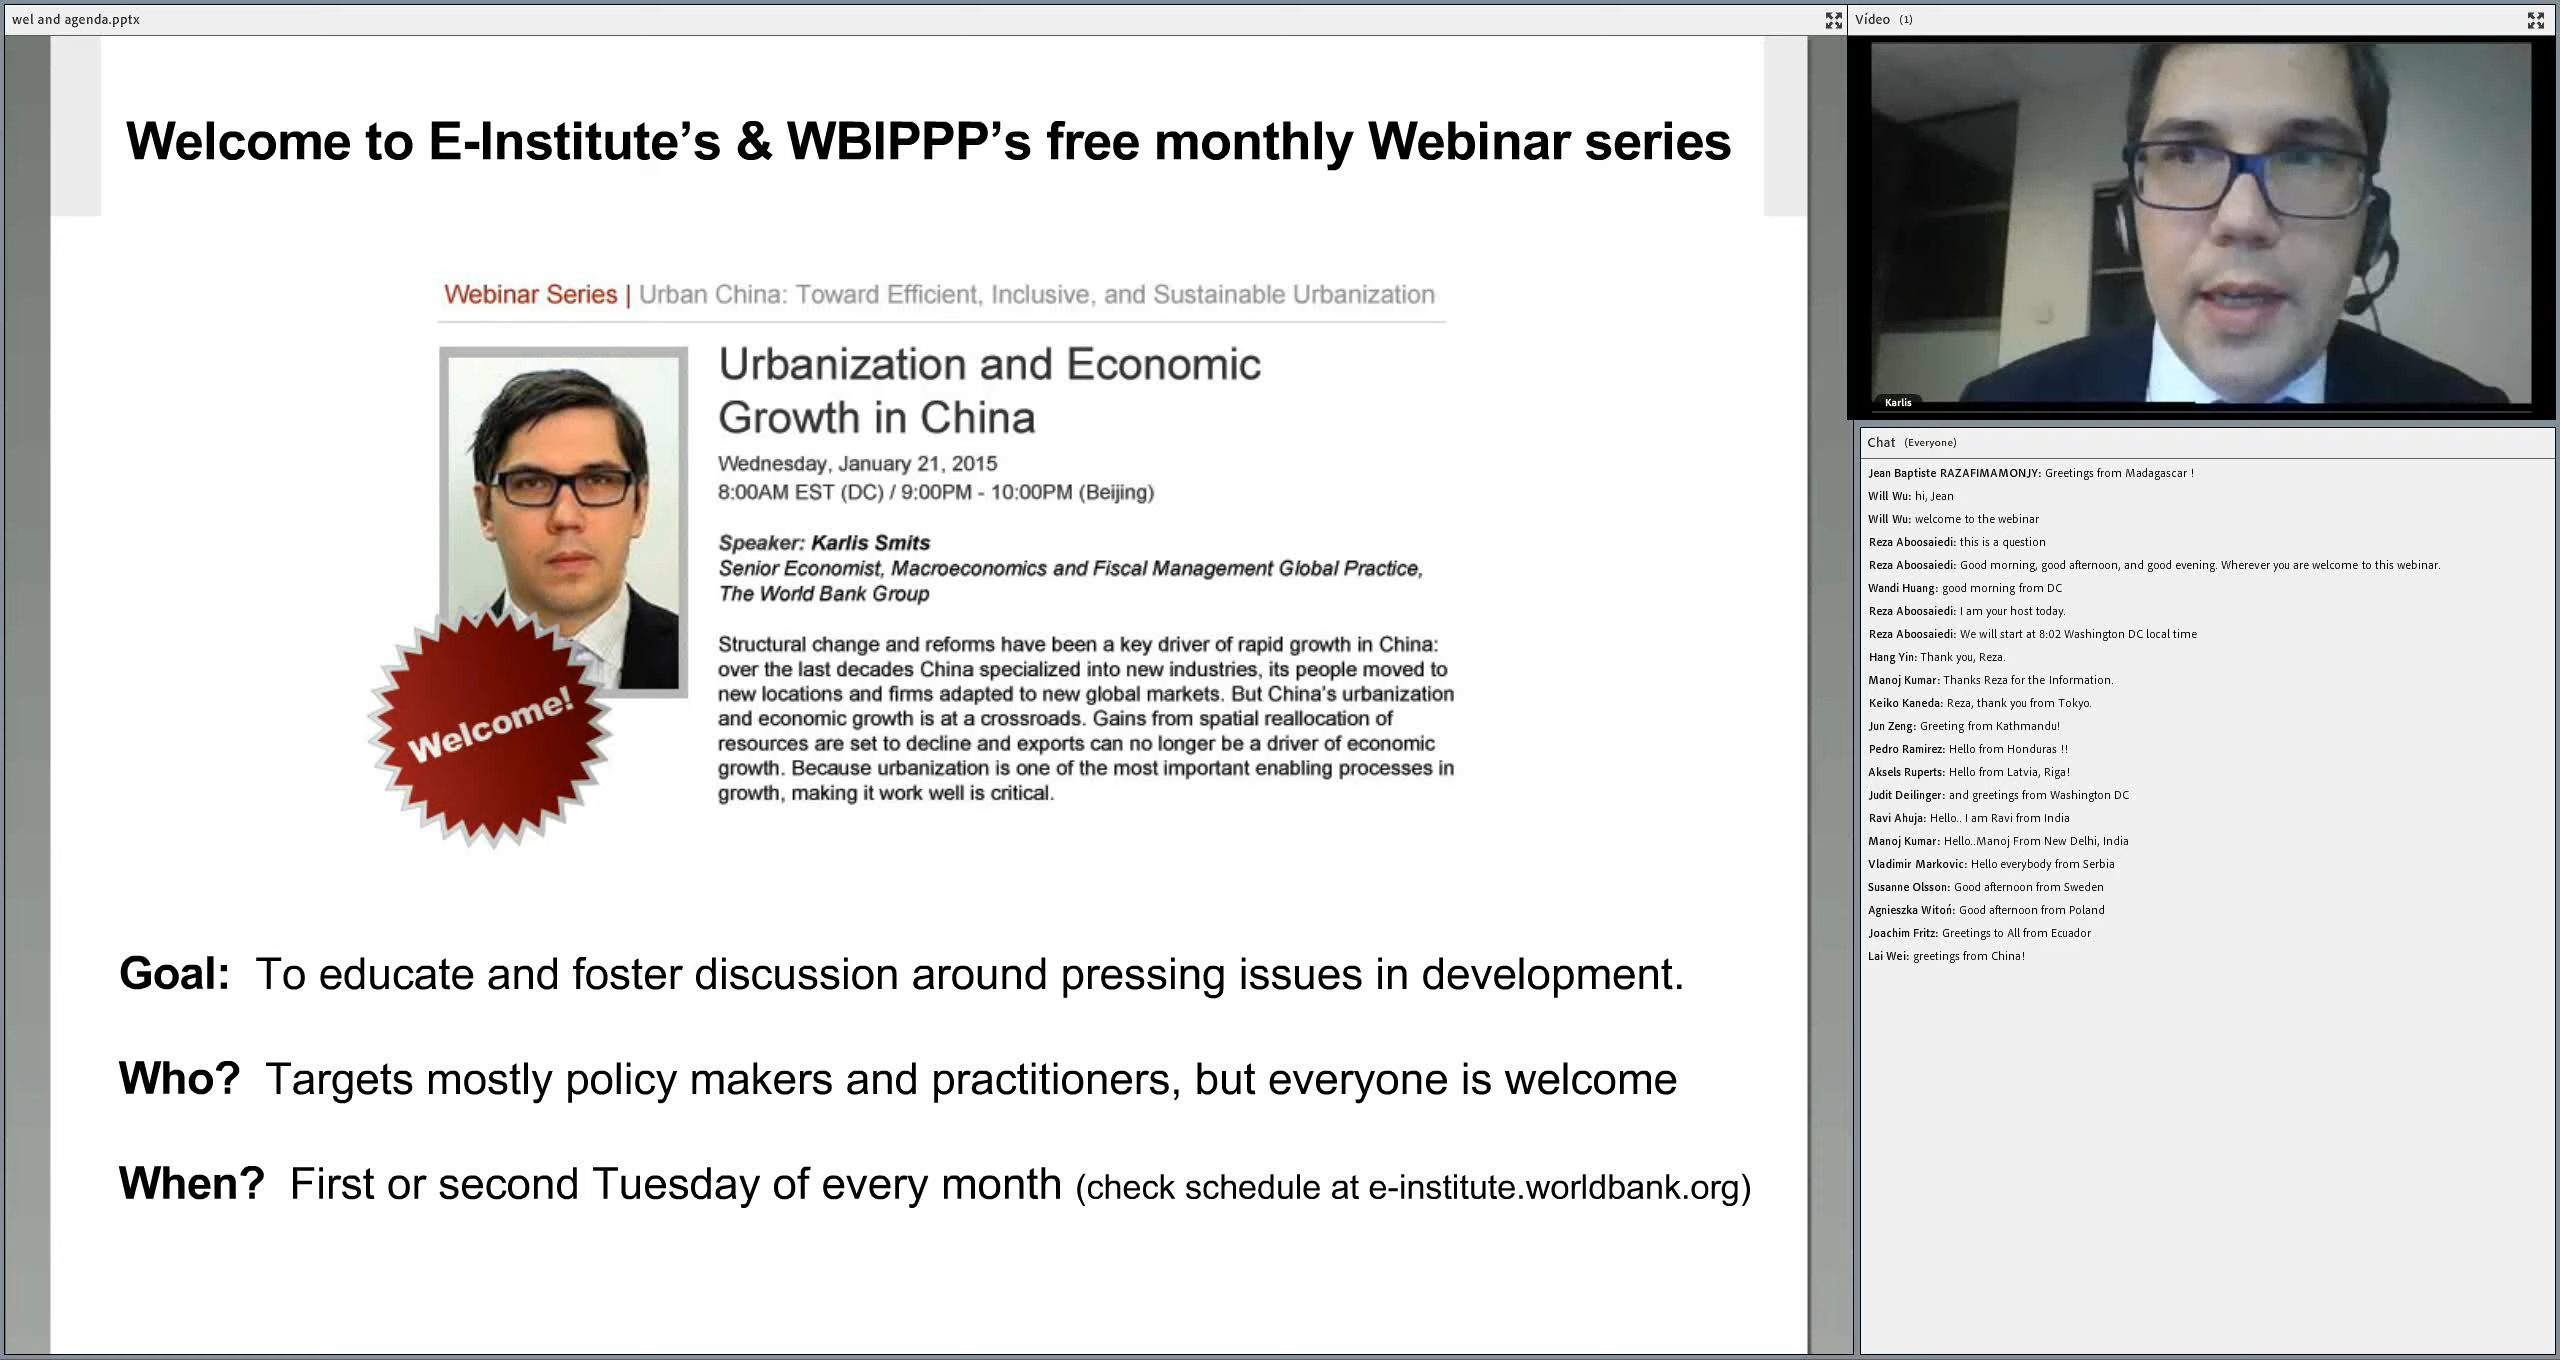 wel and agenda.pptx
Welcome to E-Institute’s & WBIPPP’s free monthly Webinar series
Webinar Series | Urban China: Toward Efficient, Inclusive, and Sustainable Urbanization
Urbanization and Economic
Growth in China
Wednesday, January 21, 2015
8:00AM EST (DC) / 9:00PM - 10:00PM (Beijing)
Speaker: Karlis Smits
Senior Economist, Macroeconomics and Fiscal Management Global Practice,
The World Bank Group
Structural change and reforms have been a key driver of rapid growth in China:
over the last decades China specialized into new industries, its people moved to
new locations and firms adapted to new global markets. But China's urbanization
and economic growth is at a crossroads. Gains from spatial reallocation of
resources are set to decline and exports can no longer be a driver of economic
growth. Because urbanization is one of the most important enabling processes in
growth, making it work well is critical.
Welcome!
Goal: To educate and foster discussion around pressing issues in development.
Who? Targets mostly policy makers and practitioners, but everyone is welcome
When? First or second Tuesday of every month (check schedule at e-institute.worldbank.org)
Vídeo (1)
Karlis
Chat (Everyone)
Jean Baptiste RAZAFIMAMONJY: Greetings from Madagascar !
Will Wu: hi, Jean
Will Wu: welcome to the webinar
Reza Aboosaiedi: this is a question
Reza Aboosaiedi: Good morning, good afternoon, and good evening. Wherever you are welcome to this webinar.
Wandi Huang: good morning from DC
Reza Aboosaiedi: I am your host today.
Reza Aboosaiedi: We will start at 8:02 Washington DC local time
Hang Yin: Thank you, Reza.
Manoj Kumar: Thanks Reza for the Information.
Keiko Kaneda: Reza, thank you from Tokyo.
Jun Zeng: Greeting from Kathmandu!
Pedro Ramirez: Hello from Honduras !!
Aksels Ruperts: Hello from Latvia, Riga!
Judit Deilinger: and greetings from Washington DC
Ravi Ahuja: Hello.. I am Ravi from India
Manoj Kumar: Hello..Manoj From New Delhi, India
Vladimir Markovic: Hello everybody from Serbia
Susanne Olsson: Good afternoon from Sweden
Agnieszka Witoń: Good afternoon from Poland
Joachim Fritz: Greetings to All from Ecuador
Lai Wei: greetings from China!